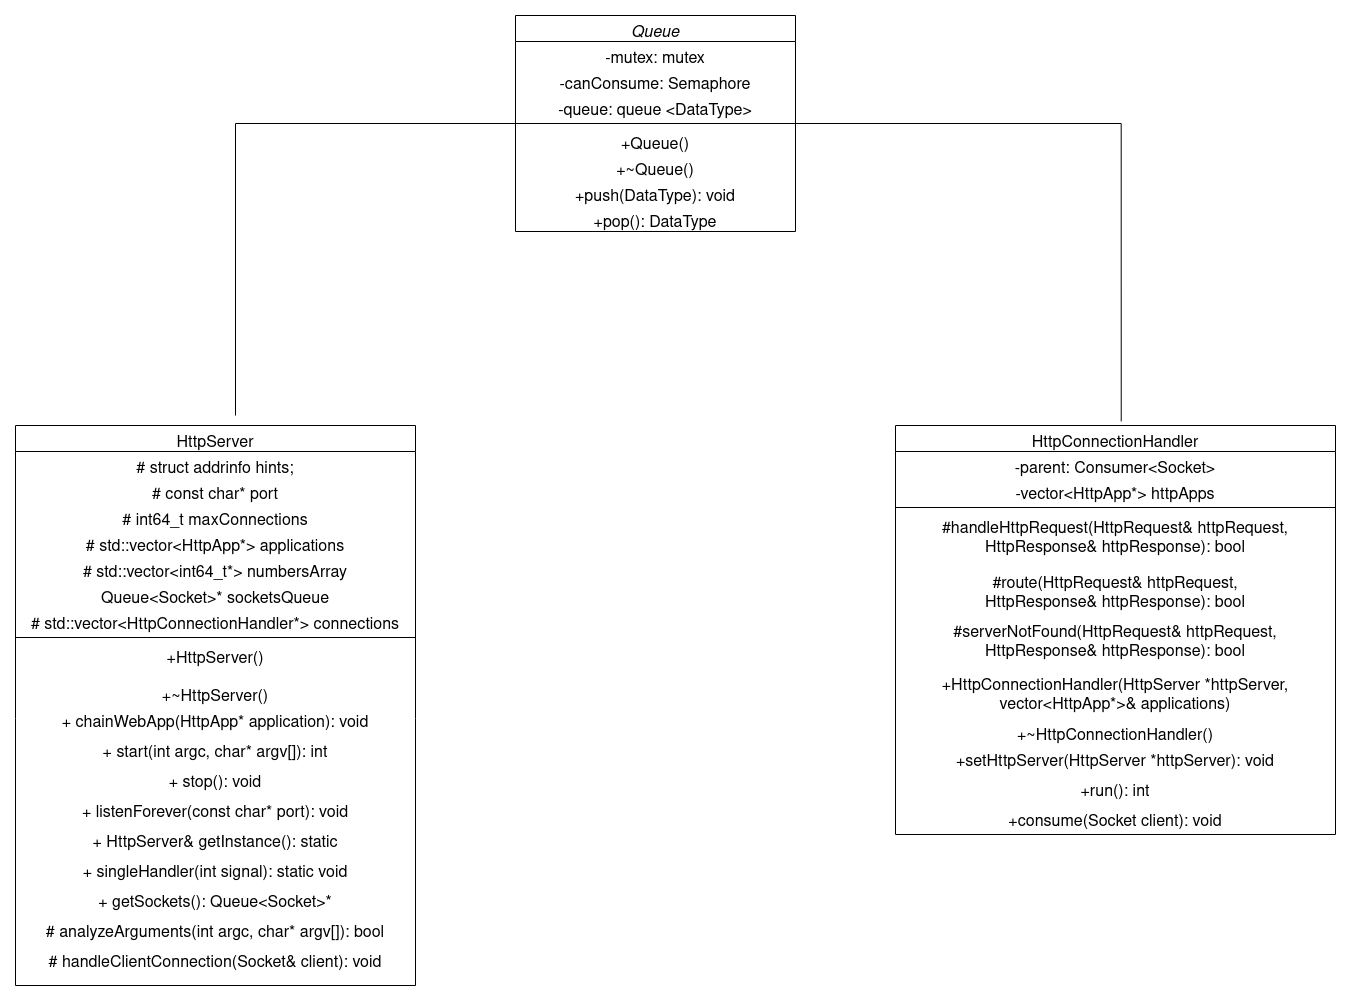 Queue
-mutex: mutex
-canConsume: Semaphore
-queue: queue <DataType>
+Queue()
+~Queue()
+push(DataType): void
+pop(): DataType
HttpServer
# struct addrinfo hints;
# const char* port
# int64_t maxConnections
# std::vector<HttpApp*> applications
# std::vector<int64_t*> numbersArray
Queue<Socket>* socketsQueue
# std::vector<HttpConnectionHandler*> connections
+HttpServer()
+~HttpServer()
+ chainWebApp(HttpApp* application): void
+ start(int argc, char* argv[]): int
+ stop(): void
+ listenForever(const char* port): void
+ HttpServer& getInstance(): static
+ singleHandler(int signal): static void
+ getSockets(): Queue<Socket>*
# analyzeArguments(int argc, char* argv[]): bool
# handleClientConnection(Socket& client): void
HttpConnectionHandler
-parent: Consumer<Socket>
-vector<HttpApp*> httpApps
#handleHttpRequest(HttpRequest& httpRequest,
HttpResponse& httpResponse): bool
#route(HttpRequest& httpRequest,
HttpResponse& httpResponse): bool
#serverNotFound(HttpRequest& httpRequest,
HttpResponse& httpResponse): bool
+HttpConnectionHandler(HttpServer *httpServer,
vector<HttpApp*>& applications)
+~HttpConnectionHandler()
+setHttpServer(HttpServer *httpServer): void
+run(): int
+consume(Socket client): void